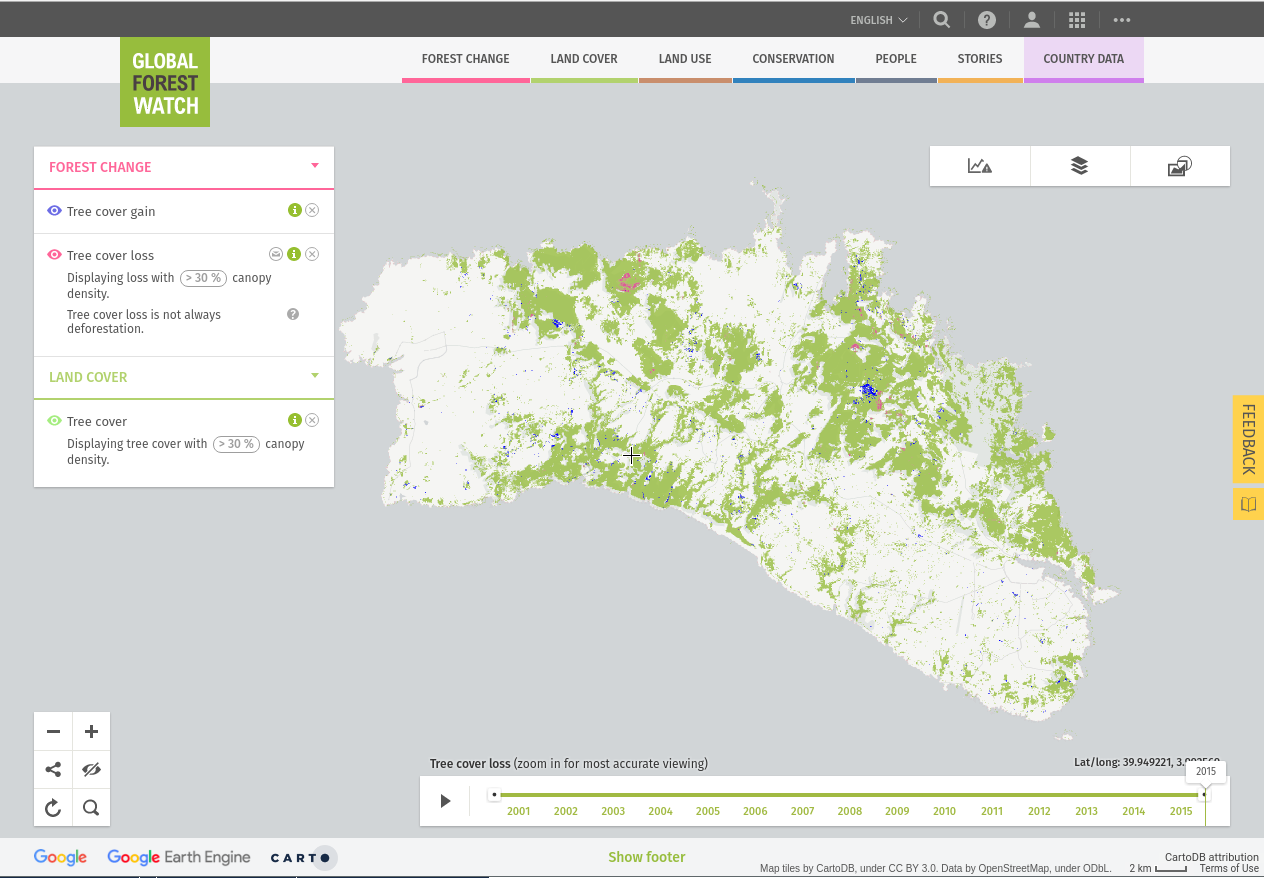 ENGLISH
GLOBAL
FOREST
WATCH
FOREST CHANGE
LAND COVER
LAND USE
CONSERVATION
PEOPLE
STORIES
COUNTRY DATA
FOREST CHANGE
Tree cover gain
Tree cover loss
Displaying loss with > 30 % canopy
density.
Tree cover loss is not always
deforestation.
LAND COVER
Tree cover
Displaying tree cover with > 30 % canopy
density.
FEEDBACK
Tree cover loss (zoom in for most accurate viewing)
Lat/long: 39.949221,
2015
2001 2002 2003 2004 2005 2006 2007 2008 2009 2010 2011 2012 2013 2014 2015
Google
Google Earth Engine
CARTO
Show footer
CartoDB attribution
Map tiles by CartoDB, under CC BY 3.0. Data by OpenStreetMap, under ODbL.
2 km
Terms of Use